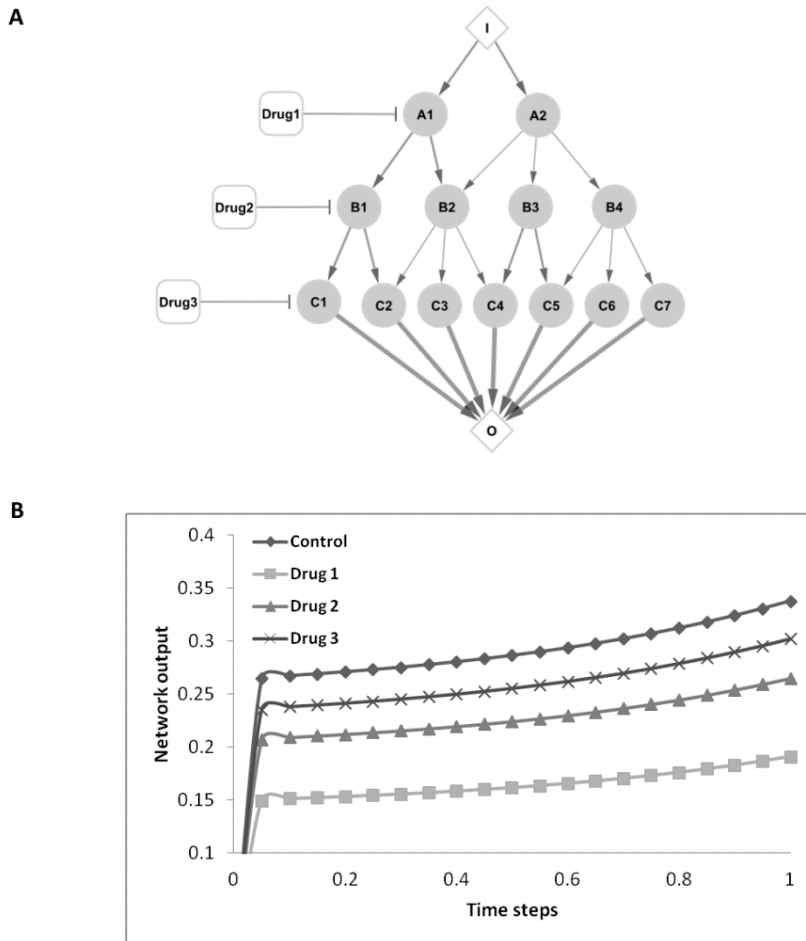 A
I
Drug1
A1
A2
Drug2
B1
B2
B3
B4
Drug3
C1
C2
C3
C4
C5
C6
C7
O
B
0.4
0.35
0.3
0.25
0.2
0.15
0.1
Network output
Control
Drug 1
Drug 2
Drug 3
0
0.2
0.4
0.6
0.8
1
Time steps